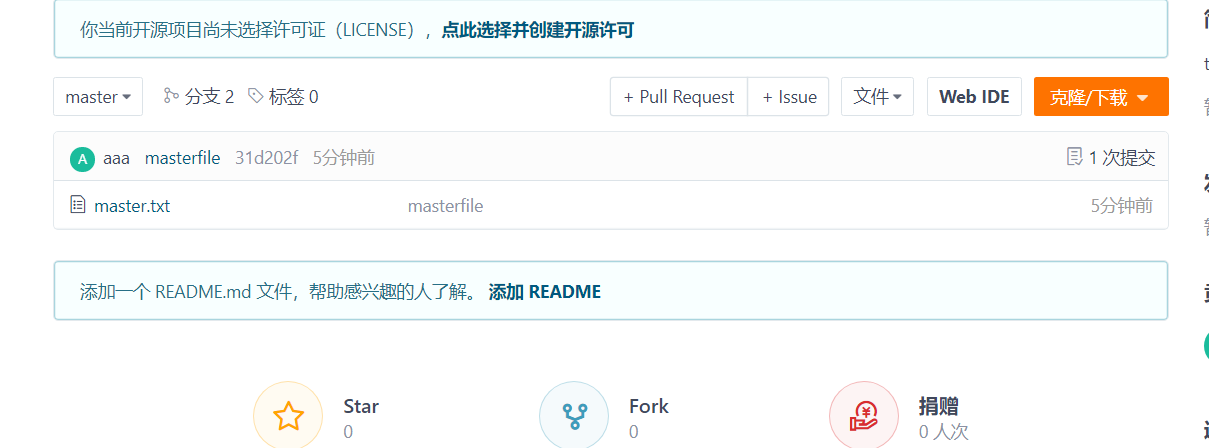 你当前开源项目尚未选择许可证（LICENSE），点此选择并创建开源许可
master 分支 2 标签 0 + Pull Request + Issue 文件 Web IDE 克隆/下载
A aaa masterfile 31d202f 5分钟前 1 次提交
master.txt masterfile 5分钟前
添加一个 README.md 文件，帮助感兴趣的人了解。 添加 README
Star Fork 捐赠
0 0 0 人次